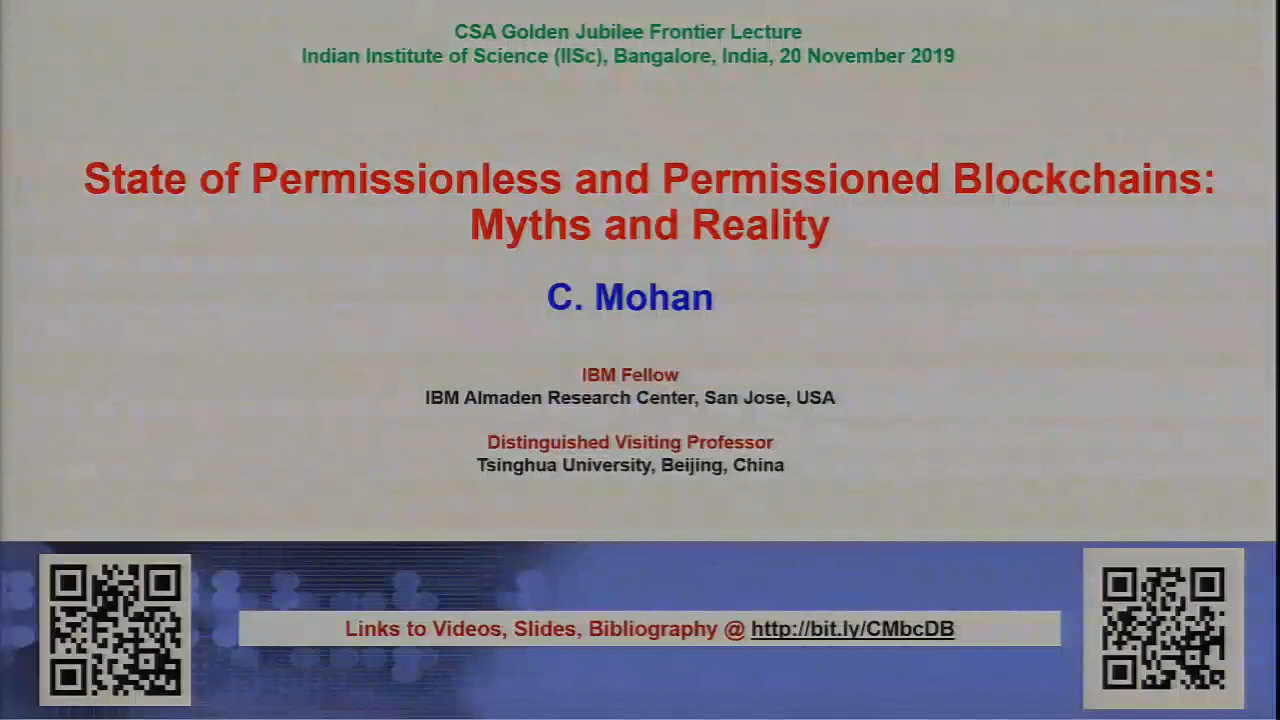 CSA Golden Jubilee Frontier Lecture
Indian Institute of Science (IISc), Bangalore, India, 20 November 2019
State of Permissionless and Permissioned Blockchains:
Myths and Reality
C. Mohan
IBM Fellow
IBM Almaden Research Center, San Jose, USA
Distinguished Visiting Professor
Tsinghua University, Beijing, China
Links to Videos, Slides, Bibliography @ http://bit.ly/CMbcDB